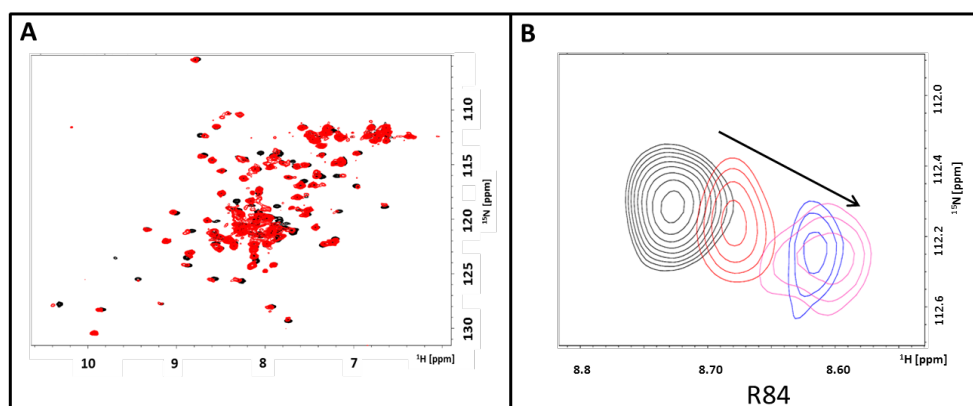 A
110
115
120
125
130
¹⁵N [ppm]
10
9
8
7
¹H [ppm]
B
112.0
112.4
112.2
112.6
¹⁵N [ppm]
8.8
8.70
8.60
¹H [ppm]
R84